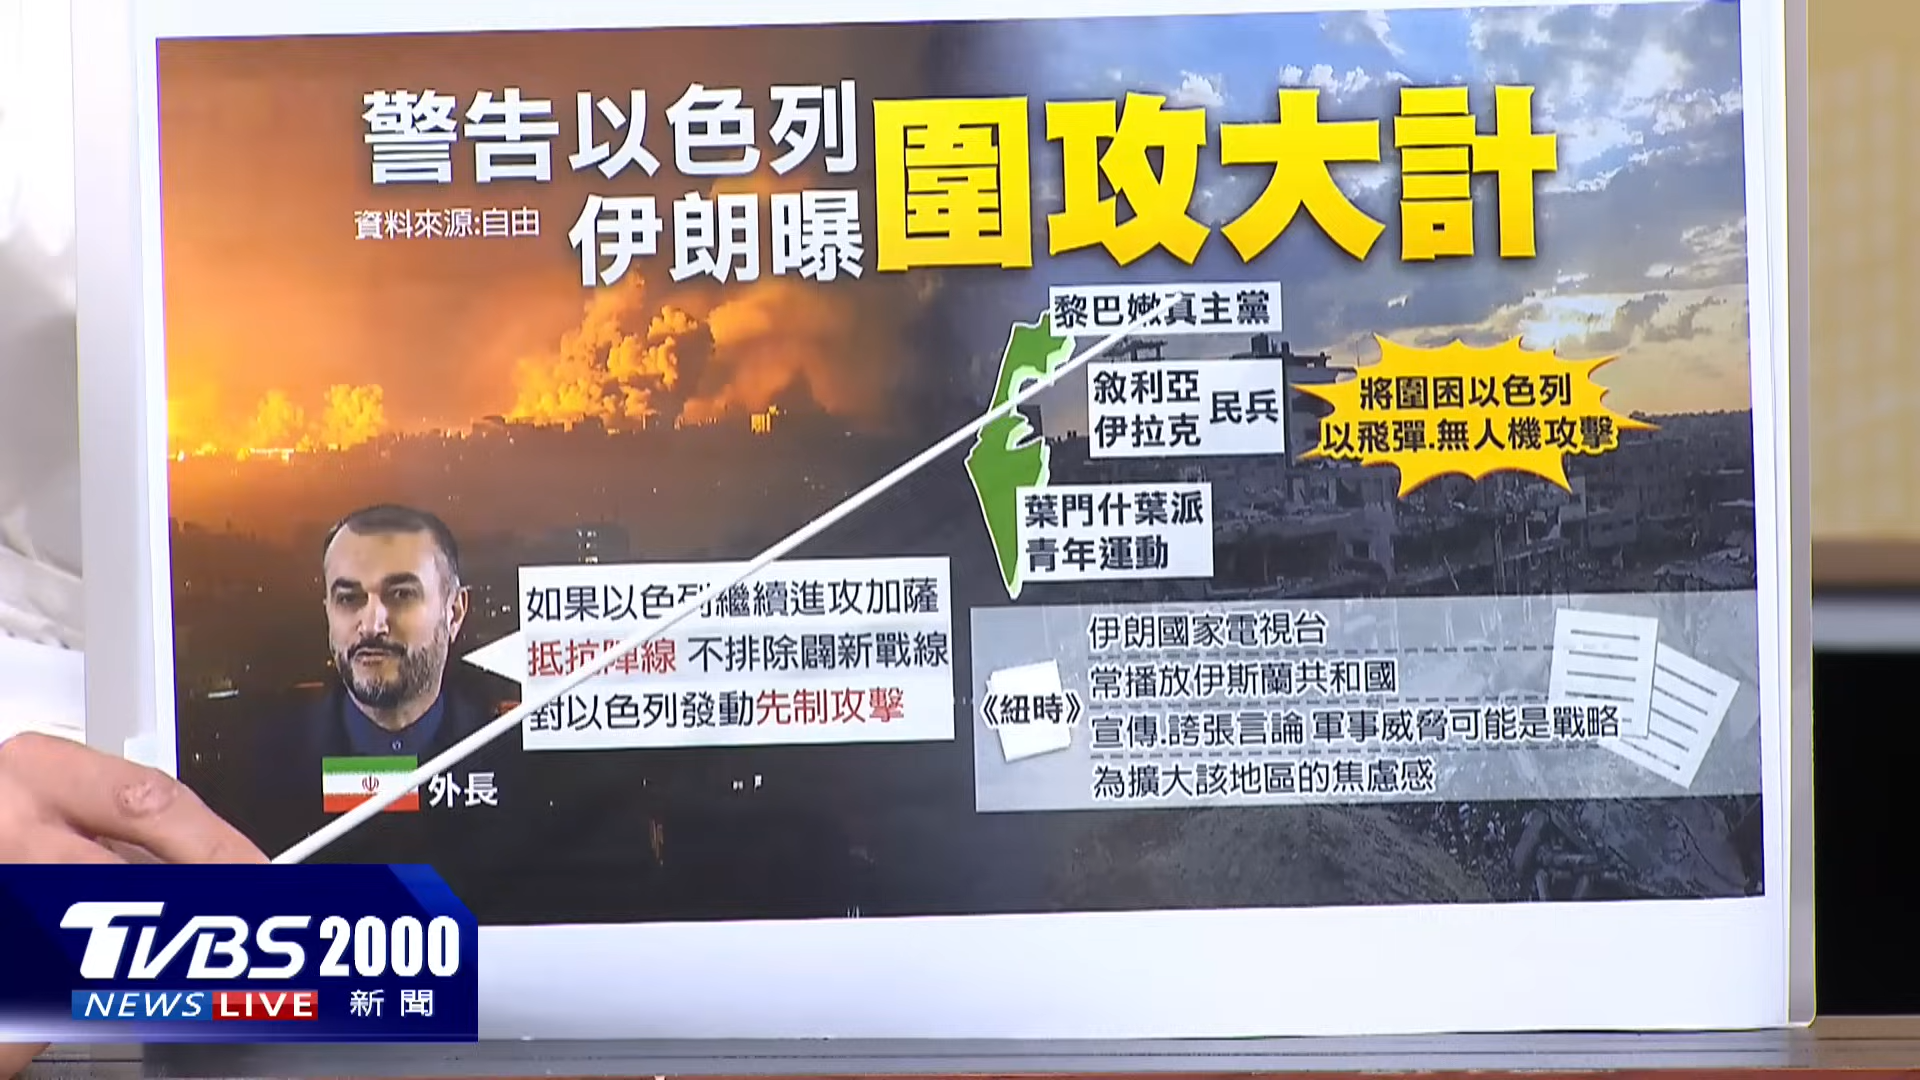 警告以色列
伊朗曝
圍攻大計
資料來源:自由
黎巴嫩真主黨
敘利亞
伊拉克
民兵
將圍困以色列
以飛彈.無人機攻擊
葉門什葉派
青年運動
如果以色列繼續進攻加薩
抵抗陣線 不排除闢新戰線
對以色列發動先制攻擊
外長
《紐時》
伊朗國家電視台
常播放伊斯蘭共和國
宣傳.誇張言論 軍事威脅可能是戰略
為擴大該地區的焦慮感
TVBS 2000
NEWS LIVE 新聞